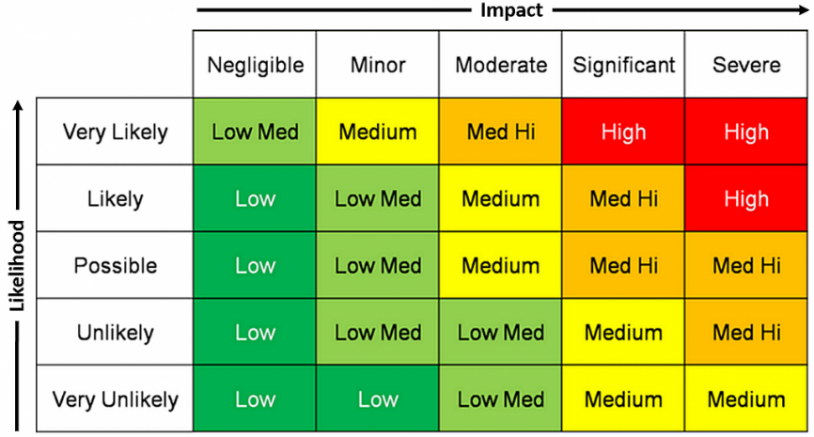 Impact
Negligible Minor Moderate Significant Severe
Likelihood
Very Likely Low Med Medium Med Hi High High
Likely Low Low Med Medium Med Hi High
Possible Low Low Med Medium Med Hi Med Hi
Unlikely Low Low Med Low Med Medium Med Hi
Very Unlikely Low Low Low Med Medium Medium